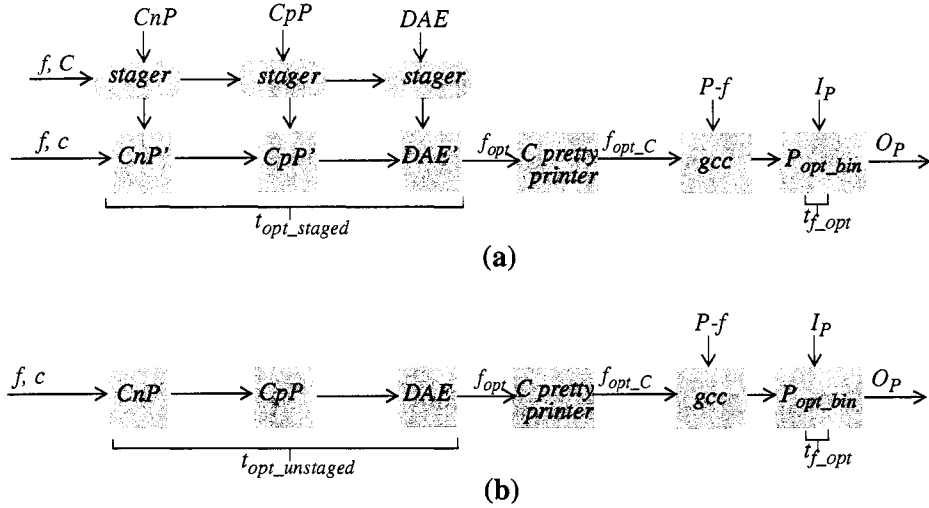 CnP CpP DAE
f, C stager stager stager P-f I_P
f, c CnP' CpP' DAE' f_opt C pretty printer f_opt_C gcc P_opt_bin O_P
t_opt_staged t_f_opt
(a)
P-f I_P
f, c CnP CpP DAE f_opt C pretty printer f_opt_C gcc P_opt_bin O_P
t_opt_unstaged t_f_opt
(b)